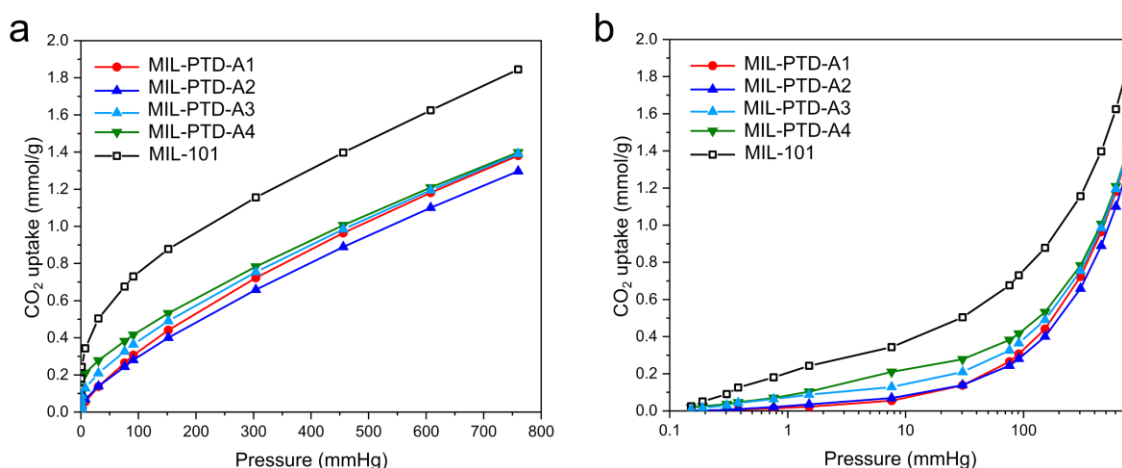 a
2.0
1.8
1.6
1.4
1.2
1.0
0.8
0.6
0.4
0.2
0.0
CO₂ uptake (mmol/g)
MIL-PTD-A1
MIL-PTD-A2
MIL-PTD-A3
MIL-PTD-A4
MIL-101
0 100 200 300 400 500 600 700 800
Pressure (mmHg)
b
2.0
1.8
1.6
1.4
1.2
1.0
0.8
0.6
0.4
0.2
0.0
CO₂ uptake (mmol/g)
MIL-PTD-A1
MIL-PTD-A2
MIL-PTD-A3
MIL-PTD-A4
MIL-101
0.1 1 10 100
Pressure (mmHg)